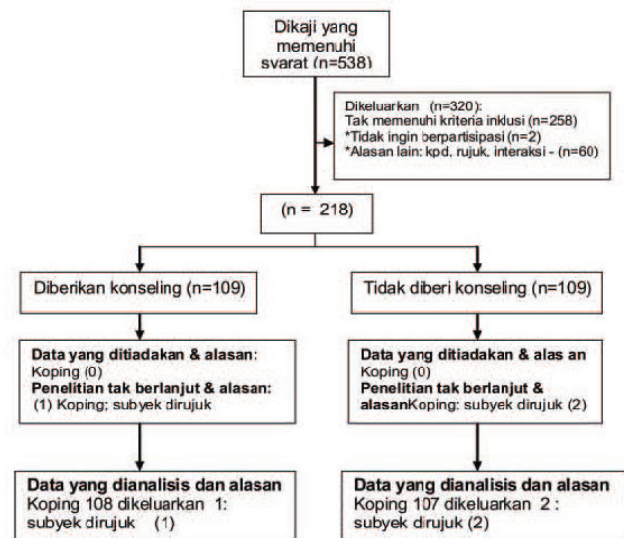 Dikaji yang
memenuhi
svarat (n=538)
Dikeluarkan (n=320):
Tak memenuhi kriteria inklusi (n=258)
*Tidak ingin berpartisipasi (n=2)
*Alasan lain: kpd, rujuk, interaksi - (n=60)
(n = 218)
Diberikan konseling (n=109)
Tidak diberi konseling (n=109)
Data yang ditiadakan & alasan:
Koping (0)
Penelitian tak berlanjut & alasan:
(1) Koping; subyek dirujuk
Data yang ditiadakan & alas an
Koping (0)
Penelitian tak berlanjut &
alasanKoping: subyek dirujuk (2)
Data yang dianalisis dan alasan
Koping 108 dikeluarkan 1:
subyek dirujuk (1)
Data yang dianalisis dan alasan
Koping 107 dikeluarkan 2 :
subyek dirujuk (2)